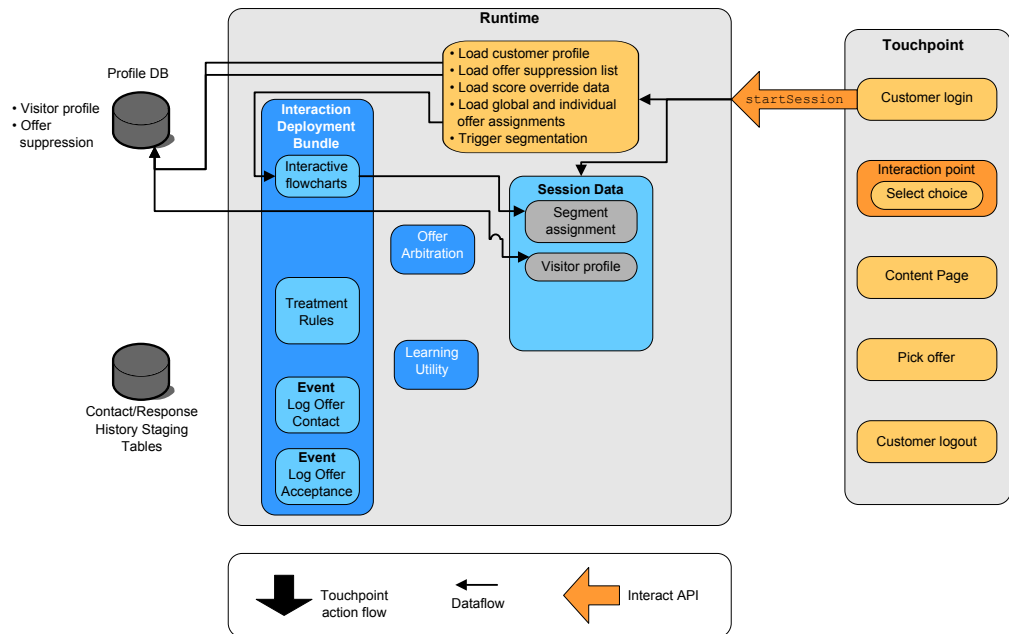 Runtime
Touchpoint
Profile DB
• Visitor profile
• Offer
suppression
• Load customer profile
• Load offer suppression list
• Load score override data
• Load global and individual
offer assignments
• Trigger segmentation
startSession
Customer login
Interaction
Deployment
Bundle
Interactive
flowcharts
Session Data
Segment
assignment
Visitor profile
Interaction point
Select choice
Offer
Arbitration
Content Page
Treatment
Rules
Learning
Utility
Pick offer
Contact/Response
History Staging
Tables
Event
Log Offer
Contact
Customer logout
Event
Log Offer
Acceptance
Touchpoint
action flow
Dataflow
Interact API